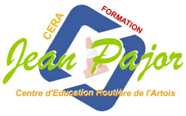 CERA
FORMATION
Jean Pajor
Centre d'Education Routière de l'Artois